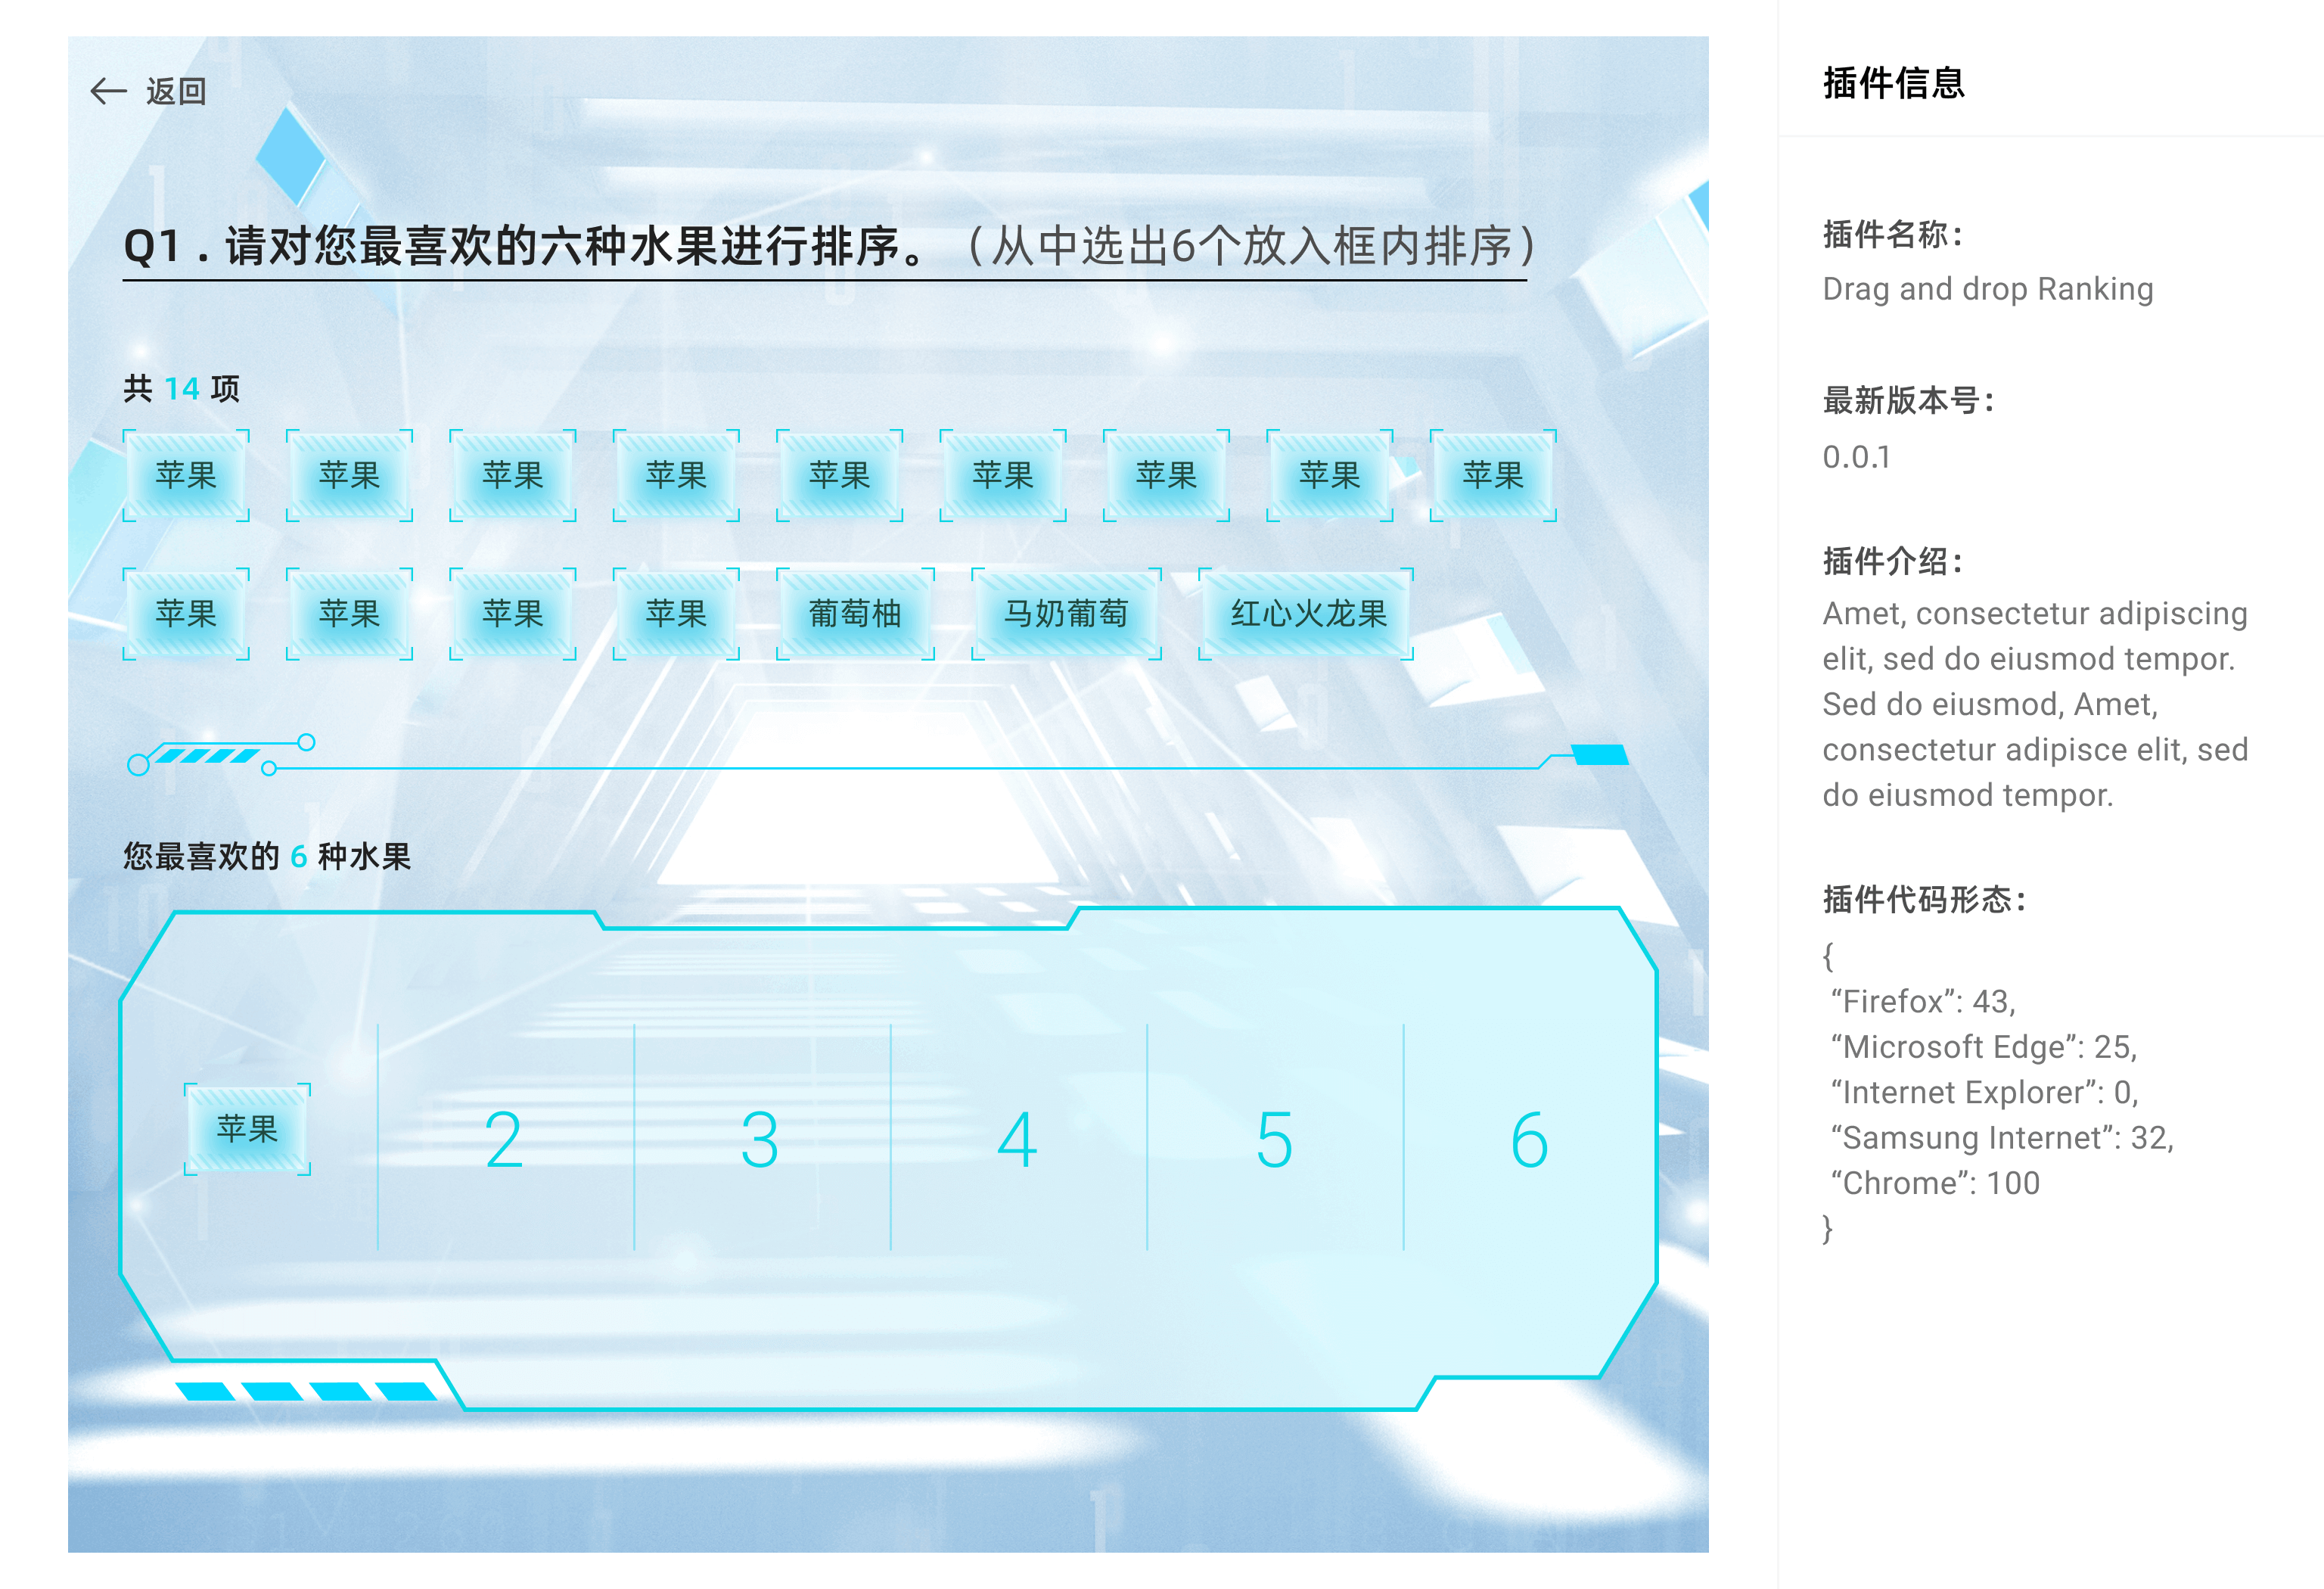 返回
Q1 . 请对您最喜欢的六种水果进行排序。（从中选出6个放入框内排序）
共 14 项
苹果 苹果 苹果 苹果 苹果 苹果 苹果 苹果 苹果
苹果 苹果 苹果 苹果 葡萄柚 马奶葡萄 红心火龙果
您最喜欢的 6 种水果
苹果 2 3 4 5 6
插件信息
插件名称：
Drag and drop Ranking
最新版本号：
0.0.1
插件介绍：
Amet, consectetur adipiscing
elit, sed do eiusmod tempor.
Sed do eiusmod, Amet,
consectetur adipisce elit, sed
do eiusmod tempor.
插件代码形态：
{
“Firefox”: 43,
“Microsoft Edge”: 25,
“Internet Explorer”: 0,
“Samsung Internet”: 32,
“Chrome”: 100
}